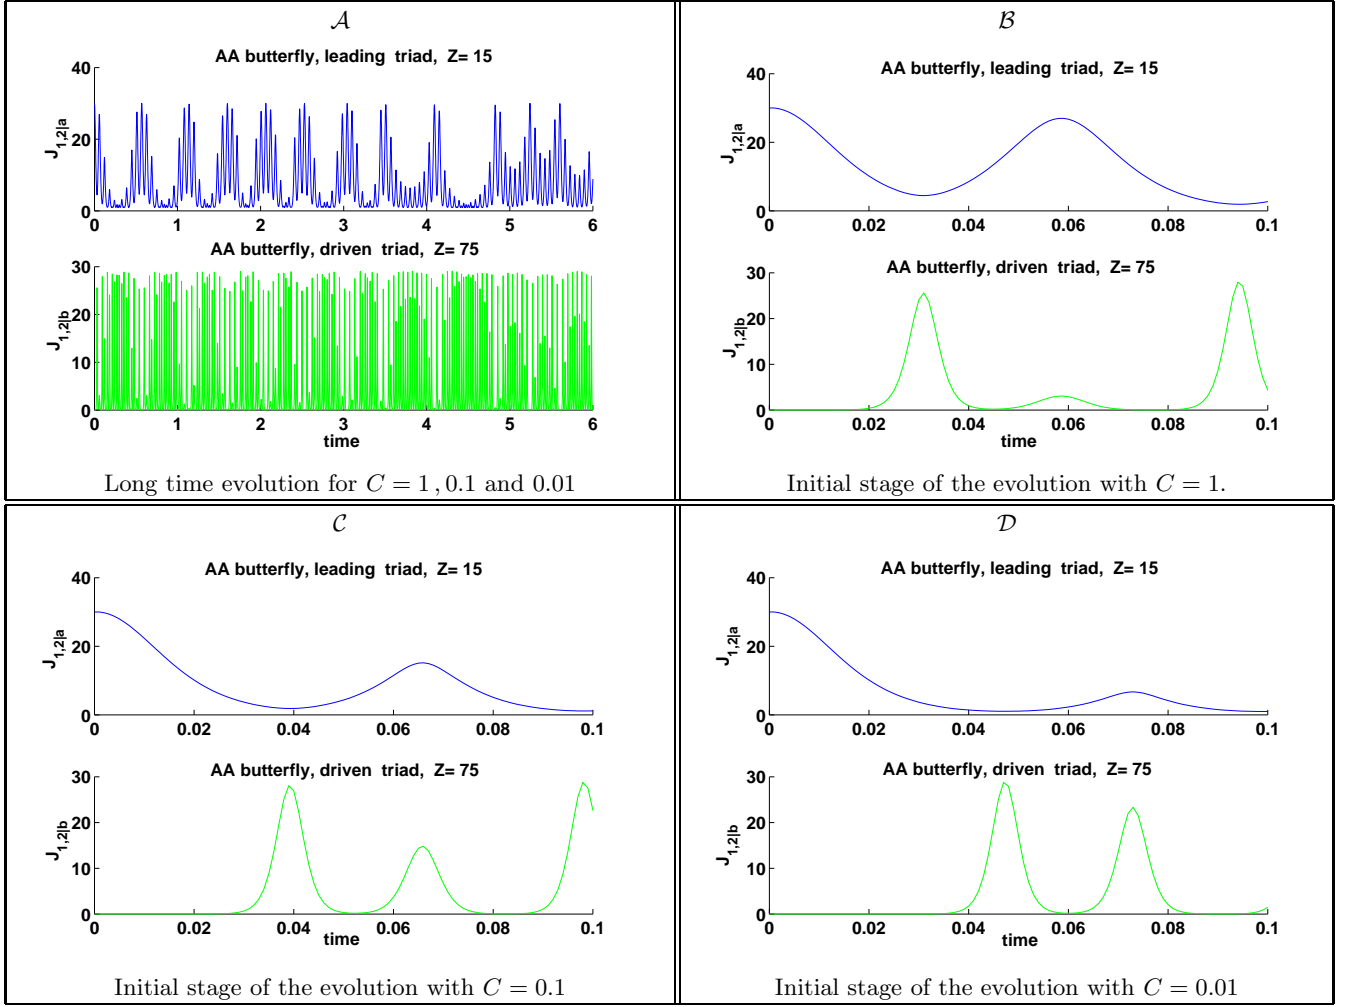 𝒜
AA butterfly, leading triad, Z= 15
J1,2|a
40
20
0
0 1 2 3 4 5 6
AA butterfly, driven triad, Z= 75
J1,2|b
30
20
10
0
0 1 2 3 4 5 6
time
Long time evolution for C = 1 , 0.1 and 0.01
ℬ
AA butterfly, leading triad, Z= 15
J1,2|a
40
20
0
0 0.02 0.04 0.06 0.08 0.1
AA butterfly, driven triad, Z= 75
J1,2|b
30
20
10
0
0 0.02 0.04 0.06 0.08 0.1
time
Initial stage of the evolution with C = 1.
𝒞
AA butterfly, leading triad, Z= 15
J1,2|a
40
20
0
0 0.02 0.04 0.06 0.08 0.1
AA butterfly, driven triad, Z= 75
J1,2|b
30
20
10
0
0 0.02 0.04 0.06 0.08 0.1
time
Initial stage of the evolution with C = 0.1
𝒟
AA butterfly, leading triad, Z= 15
J1,2|a
40
20
0
0 0.02 0.04 0.06 0.08 0.1
AA butterfly, driven triad, Z= 75
J1,2|b
30
20
10
0
0 0.02 0.04 0.06 0.08 0.1
time
Initial stage of the evolution with C = 0.01